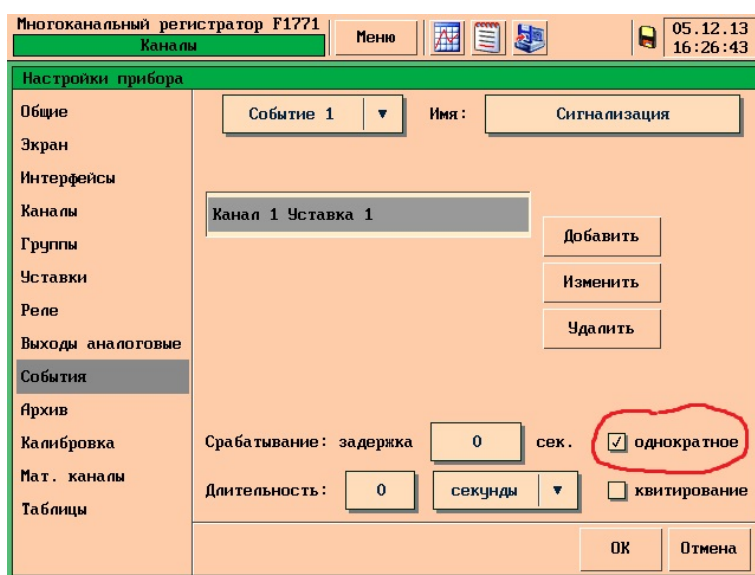 Многоканальный регистратор F1771
Каналы
Меню
05.12.13
16:26:43
Настройки прибора
Общие
Экран
Интерфейсы
Каналы
Группы
Уставки
Реле
Выходы аналоговые
События
Архив
Калибровка
Мат. каналы
Таблицы
Событие 1
Имя:
Сигнализация
Канал 1 Уставка 1
Добавить
Изменить
Удалить
Срабатывание: задержка 0 сек. однократное
Длительность: 0 секунды квитирование
ОК Отмена